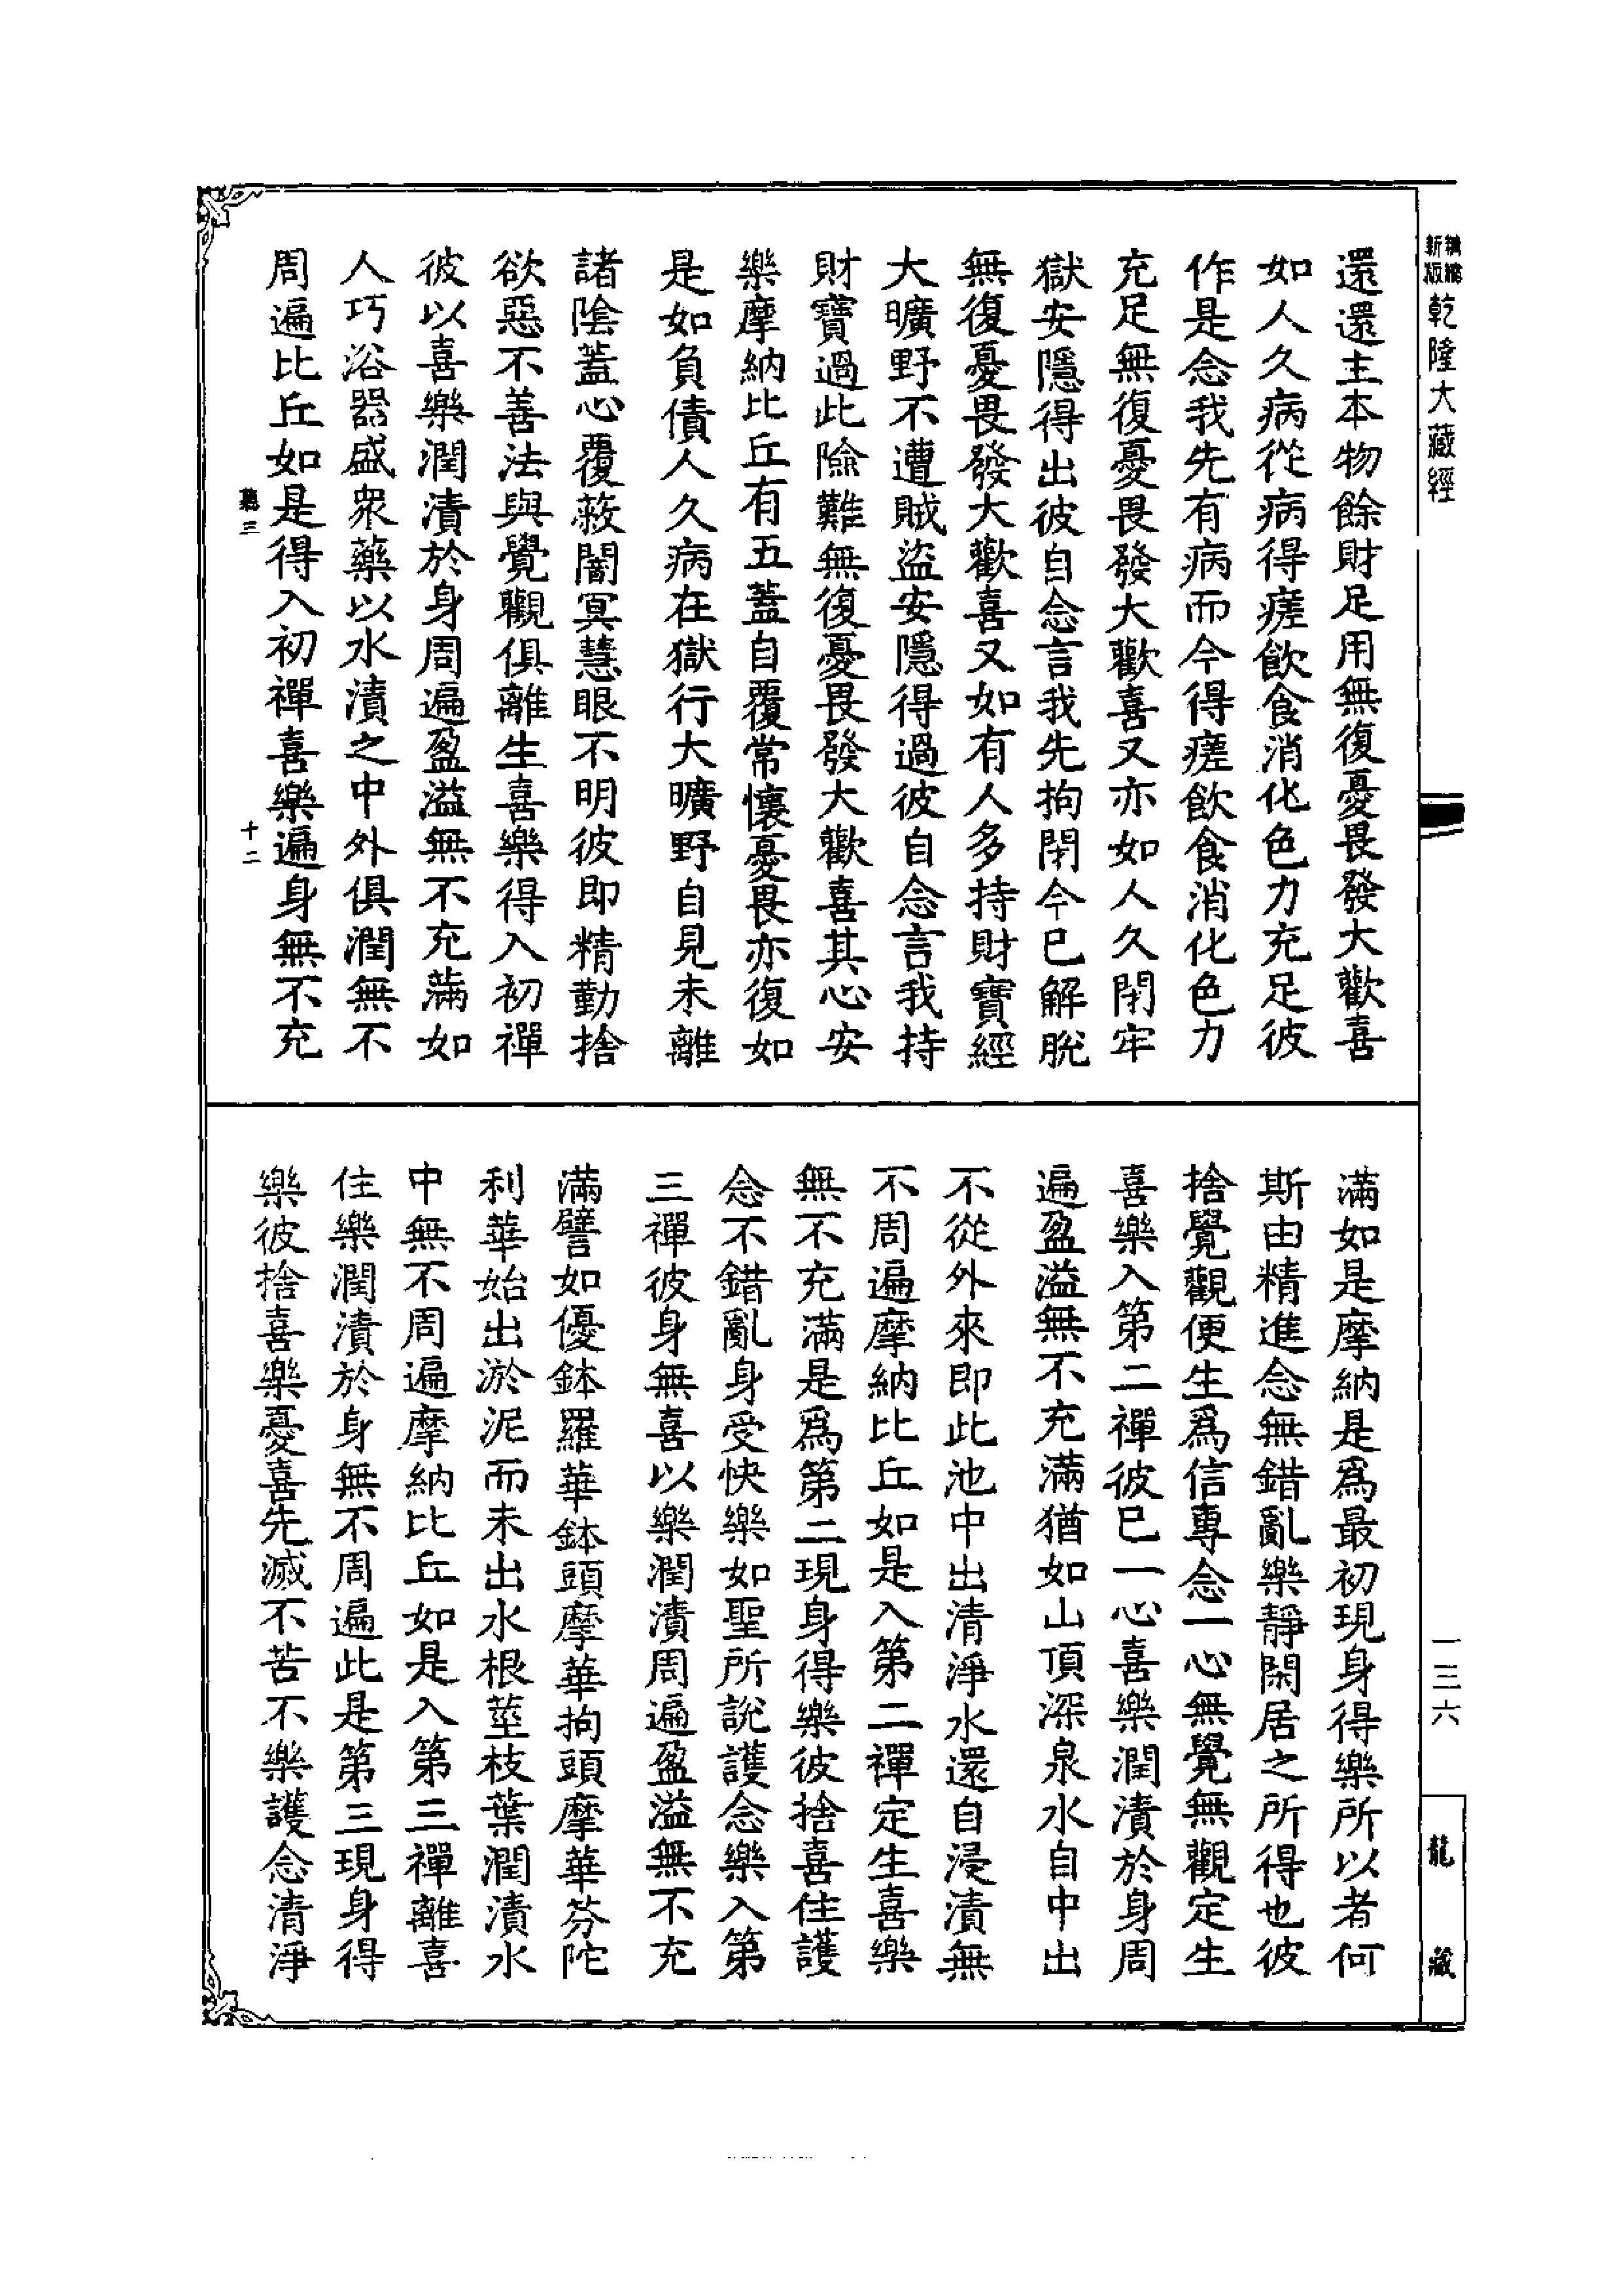 新版精縮乾隆大藏經
一三六
龍藏
還還主本物餘財足用無復憂畏發大歡喜
如人久病從病得瘥飲食消化色力充足彼
作是念我先有病而今得瘥飲食消化色力
充足無復憂畏發大歡喜又亦如人久閉牢
獄安隱得出彼自念言我先拘閉今已解脫
無復憂畏發大歡喜又如有人多持財寶經
大曠野不遭賊盜安隱得過彼自念言我持
財寶過此險難無復憂畏發大歡喜其心安
樂摩納比丘有五蓋自覆常懷憂畏亦復如
是如負債人久病在獄行大曠野自見未離
諸陰蓋心覆蔽闇冥慧眼不明彼即精勤捨
欲惡不善法與覺觀俱離生喜樂得入初禪
彼以喜樂潤漬於身周遍盈溢無不充滿如
人巧浴器盛眾藥以水漬之中外俱潤無不
周遍比丘如是得入初禪喜樂遍身無不充
聽三
十二
滿如是摩納是爲最初現身得樂所以者何
斯由精進念無錯亂樂靜閑居之所得也彼
捨覺觀便生爲信專念一心無覺無觀定生
喜樂入第二禪彼已一心喜樂潤漬於身周
遍盈溢無不充滿猶如山頂深泉水自中出
不從外來即此池中出清淨水還自浸漬無
不周遍摩納比丘如是入第二禪定生喜樂
無不充滿是爲第二現身得樂彼捨喜住護
念不錯亂身受快樂如聖所說護念樂入第
三禪彼身無喜以樂潤漬周遍盈溢無不充
滿譬如優鉢羅華鉢頭摩華拘頭摩華芬陀
利華始出淤泥而未出水根莖枝葉潤漬水
中無不周遍摩納比丘如是入第三禪離喜
住樂潤漬於身無不周遍此是第三現身得
樂彼捨喜樂憂喜先滅不苦不樂護念清淨